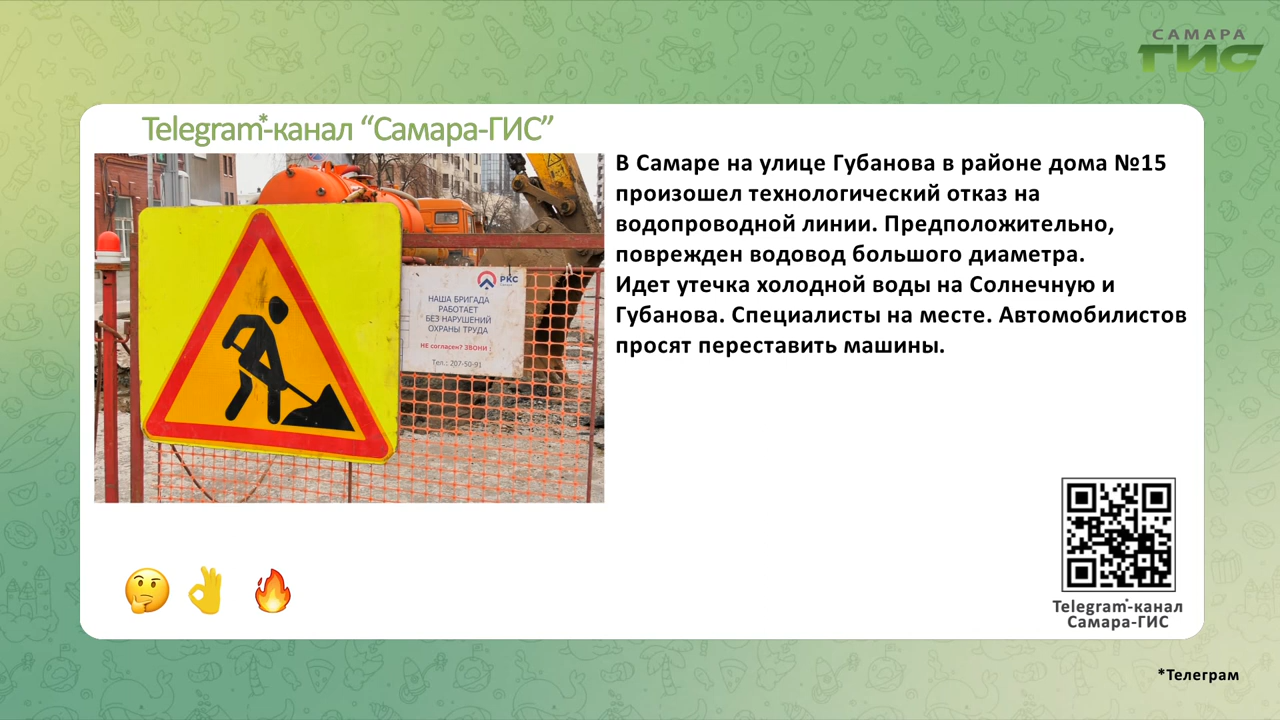 САМАРА
ГИС
Telegram*-канал “Самара-ГИС”
В Самаре на улице Губанова в районе дома №15
произошел технологический отказ на
водопроводной линии. Предположительно,
поврежден водовод большого диаметра.
Идет утечка холодной воды на Солнечную и
Губанова. Специалисты на месте. Автомобилистов
просят переставить машины.
РКС
НАША БРИГАДА
РАБОТАЕТ
БЕЗ НАРУШЕНИЙ
ОХРАНЫ ТРУДА
НЕ согласен? ЗВОНИ
Тел.: 207-50-91
Telegram*-канал
Самара-ГИС
*Телеграм